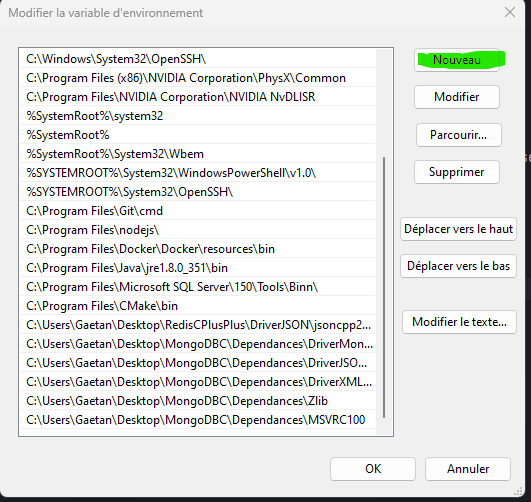 Modifier la variable d'environnement
C:\Windows\System32\OpenSSH\
C:\Program Files (x86)\NVIDIA Corporation\PhysX\Common
C:\Program Files\NVIDIA Corporation\NVIDIA NvDLISR
%SystemRoot%\system32
%SystemRoot%
%SystemRoot%\System32\Wbem
%SYSTEMROOT%\System32\WindowsPowerShell\v1.0\
%SYSTEMROOT%\System32\OpenSSH\
C:\Program Files\Git\cmd
C:\Program Files\nodejs\
C:\Program Files\Docker\Docker\resources\bin
C:\Program Files\Java\jre1.8.0_351\bin
C:\Program Files\Microsoft SQL Server\150\Tools\Binn\
C:\Program Files\CMake\bin
C:\Users\Gaetan\Desktop\RedisCPlusPlus\DriverJSON\jsoncpp2...
C:\Users\Gaetan\Desktop\MongoDBC\Dependances\DriverMon...
C:\Users\Gaetan\Desktop\MongoDBC\Dependances\DriverJSO...
C:\Users\Gaetan\Desktop\MongoDBC\Dependances\DriverXML...
C:\Users\Gaetan\Desktop\MongoDBC\Dependances\Zlib
C:\Users\Gaetan\Desktop\MongoDBC\Dependances\MSVRC100
Nouveau
Modifier
Parcourir...
Supprimer
Déplacer vers le haut
Déplacer vers le bas
Modifier le texte...
OK
Annuler